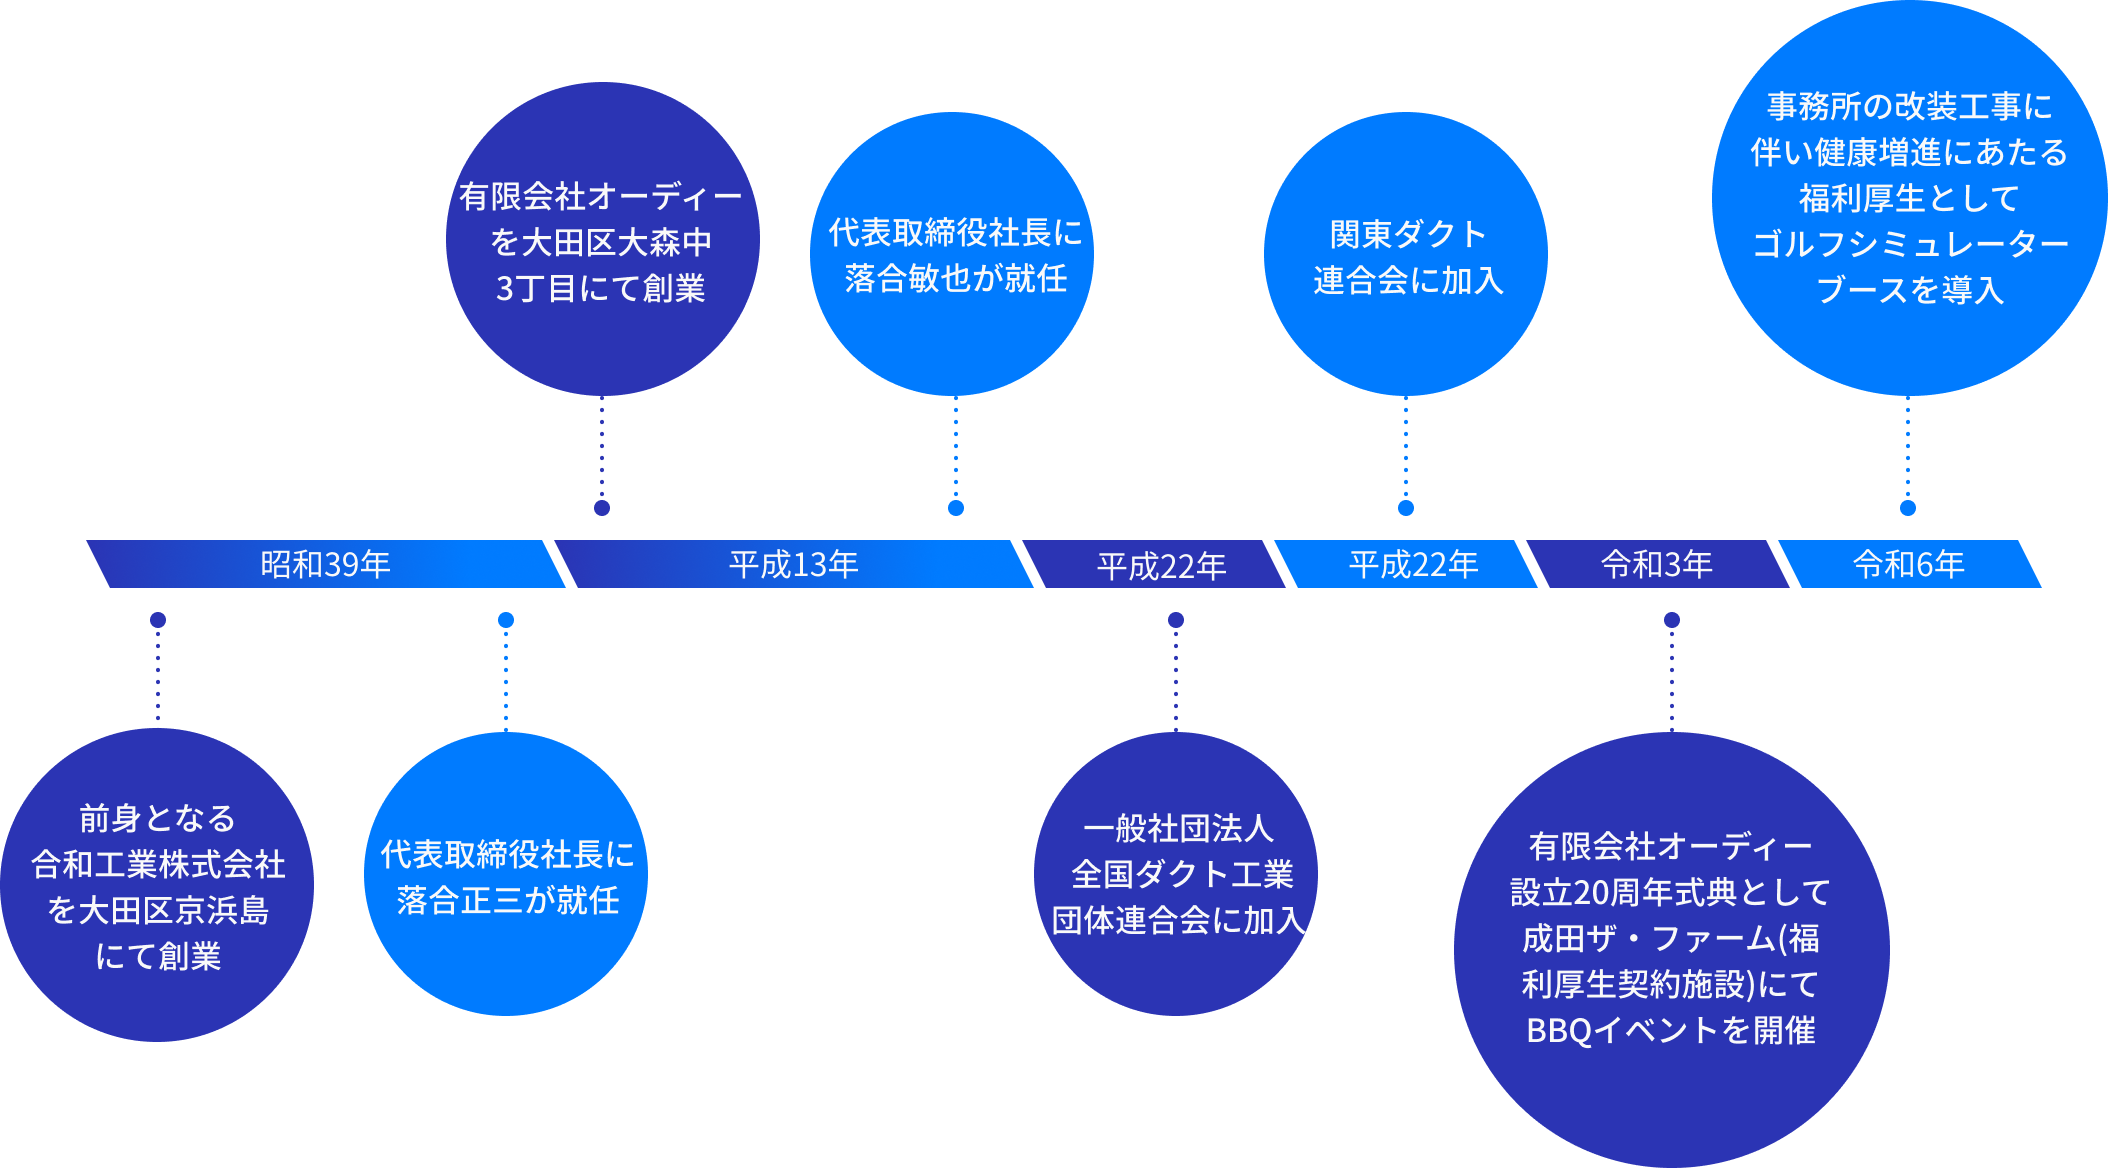 有限会社オーディー
を大田区大森中
3丁目にて創業
代表取締役社長に
落合敏也が就任
関東ダクト
連合会に加入
事務所の改装工事に
伴い健康増進にあたる
福利厚生として
ゴルフシミュレーター
ブースを導入
昭和39年
平成13年
平成22年
平成22年
令和3年
令和6年
前身となる
合和工業株式会社
を大田区京浜島
にて創業
代表取締役社長に
落合正三が就任
一般社団法人
全国ダクト工業
団体連合会に加入
有限会社オーディー
設立20周年式典として
成田ザ・ファーム(福
利厚生契約施設)にて
BBQイベントを開催